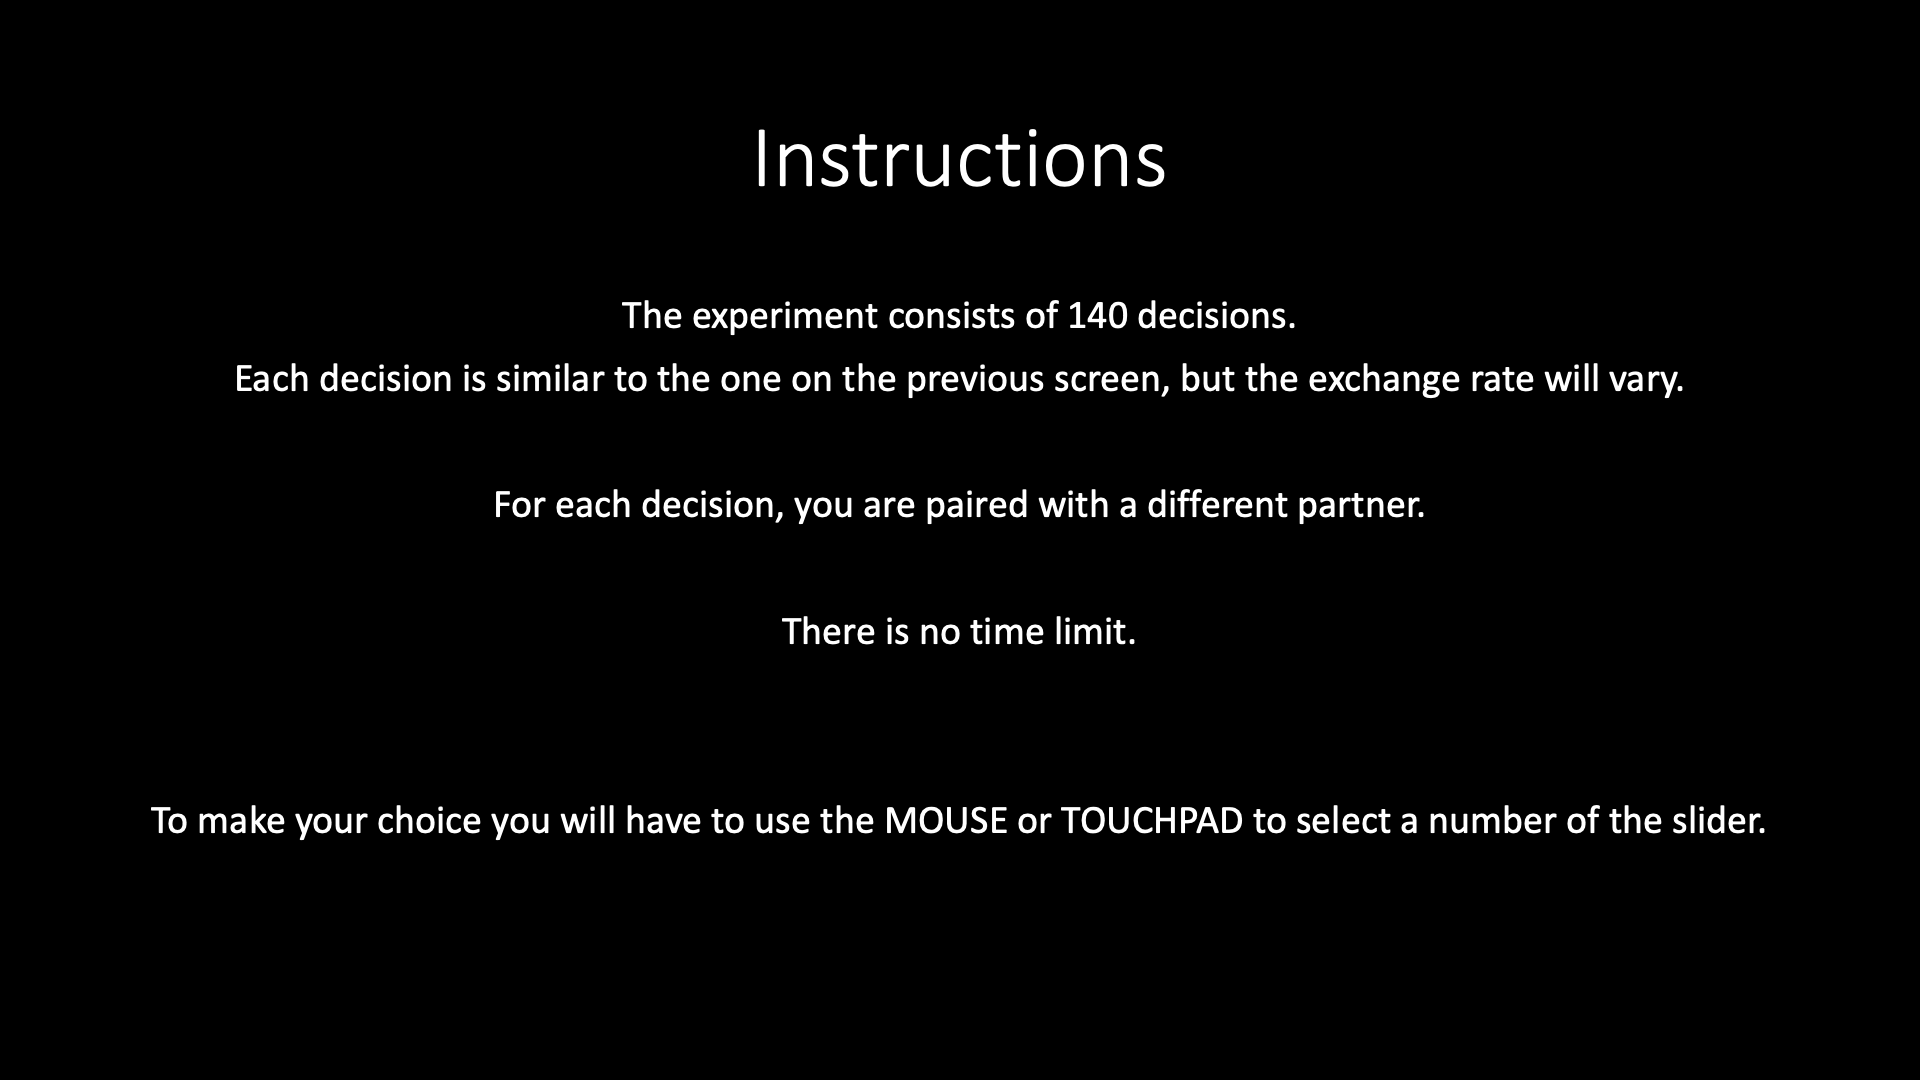 Instructions
The experiment consists of 140 decisions.
Each decision is similar to the one on the previous screen, but the exchange rate will vary.
For each decision, you are paired with a different partner.
There is no time limit.
To make your choice you will have to use the MOUSE or TOUCHPAD to select a number of the slider.